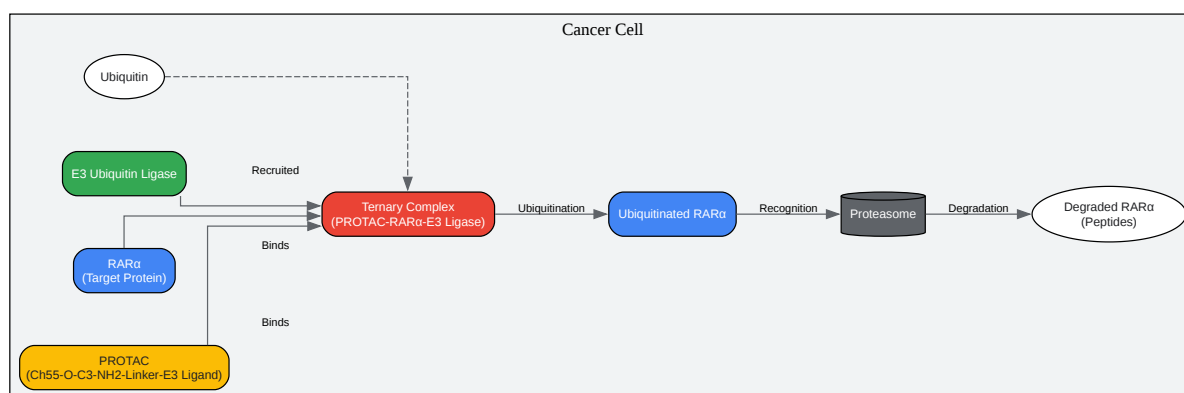 Cancer Cell
Ubiquitin
E3 Ubiquitin Ligase
Recruited
Ternary Complex
(PROTAC-RARα-E3 Ligase)
Ubiquitination
Ubiquitinated RARα
Recognition
Proteasome
Degradation
Degraded RARα
(Peptides)
Binds
RARα
(Target Protein)
Binds
PROTAC
(Ch55-O-C3-NH2-Linker-E3 Ligand)